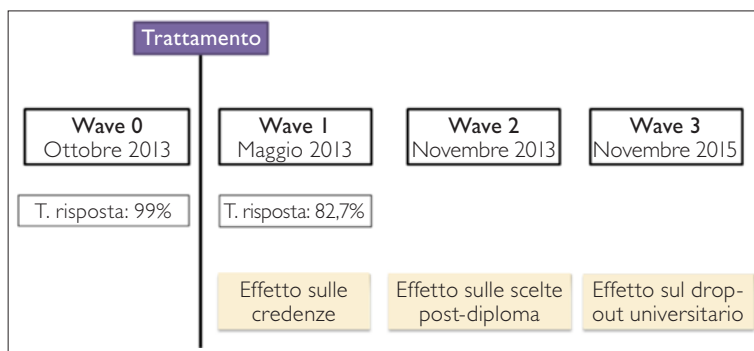 Trattamento
Wave 0
Ottobre 2013
Wave 1
Maggio 2013
Wave 2
Novembre 2013
Wave 3
Novembre 2015
T. risposta: 99%
T. risposta: 82,7%
Effetto sulle
credenze
Effetto sulle scelte
post-diploma
Effetto sul drop-
out universitario